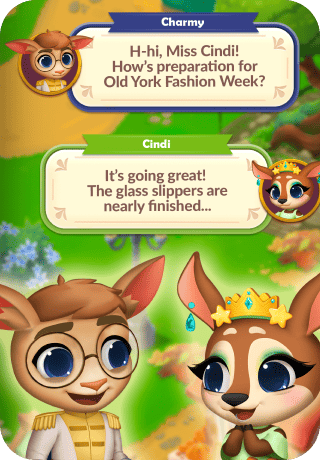 Charmy
H-hi, Miss Cindi!
How's preparation for
Old York Fashion Week?
Cindi
It's going great!
The glass slippers are
nearly finished...